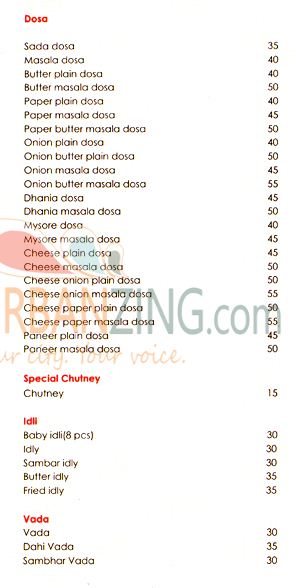 Dosa
Sada dosa 35
Masala dosa 40
Butter plain dosa 40
Butter masala dosa 50
Paper plain dosa 40
Paper masala dosa 45
Paper butter masala dosa 50
Onion plain dosa 40
Onion butter plain dosa 50
Onion masala dosa 45
Onion butter masala dosa 55
Dhania dosa 45
Dhania masala dosa 50
Mysore dosa 40
Mysore masala dosa 45
Cheese plain dosa 45
Cheese masala dosa 50
Cheese onion plain dosa 50
Cheese onion masala dosa 55
Cheese paper plain dosa 50
Cheese paper masala dosa 55
Paneer plain dosa 45
Paneer masala dosa 50
RBANZING.com
ur city. Your voice.
Special Chutney
Chutney 15
Idli
Baby idli(8 pcs) 30
Idly 30
Sambar idly 30
Butter idly 35
Fried idly 35
Vada
Vada 30
Dahi Vada 35
Sambhar Vada 30